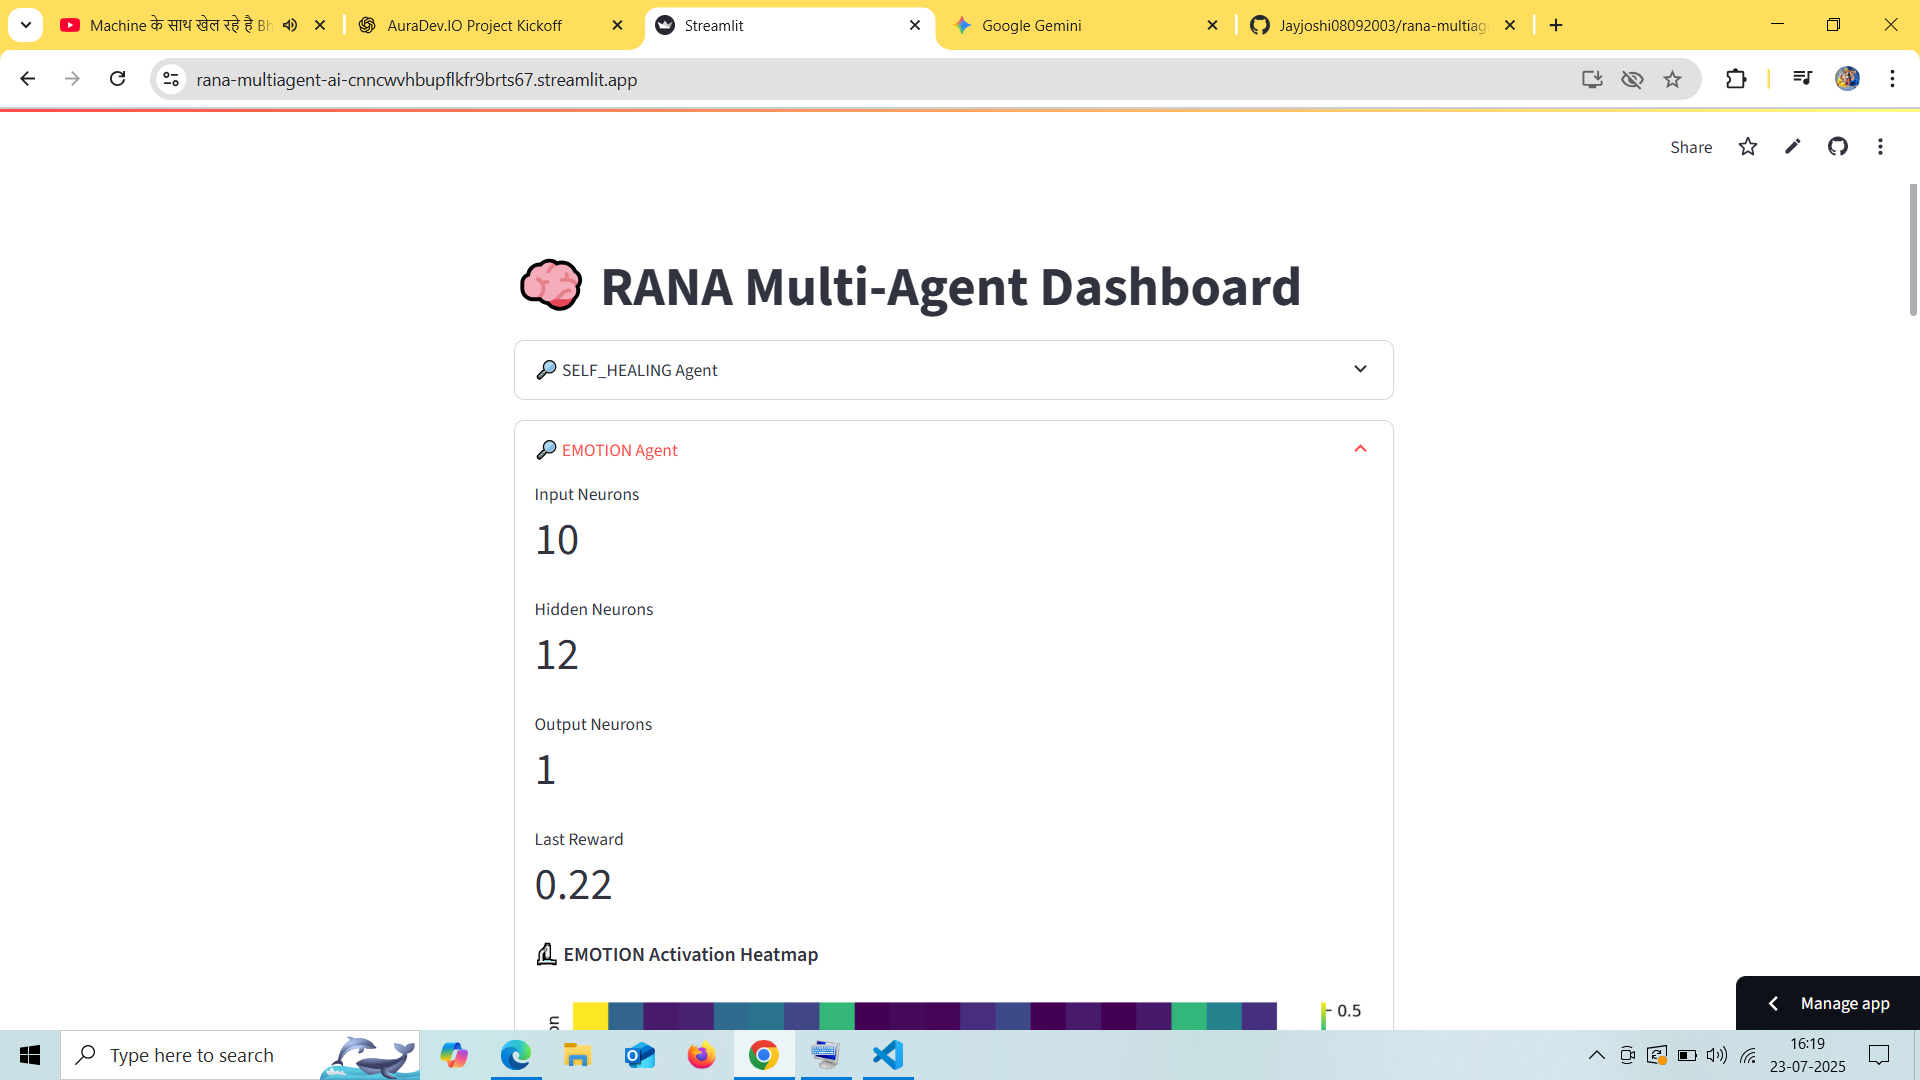 Machine के साथ खेल रहे है Bh
AuraDev.IO Project Kickoff
Streamlit
Google Gemini
Jayjoshi08092003/rana-multiag
rana-multiagent-ai-cnncwvhbupflkfr9brts67.streamlit.app
Share
RANA Multi-Agent Dashboard
SELF_HEALING Agent
EMOTION Agent
Input Neurons
10
Hidden Neurons
12
Output Neurons
1
Last Reward
0.22
EMOTION Activation Heatmap
on
0.5
Manage app
Type here to search
16:19
23-07-2025